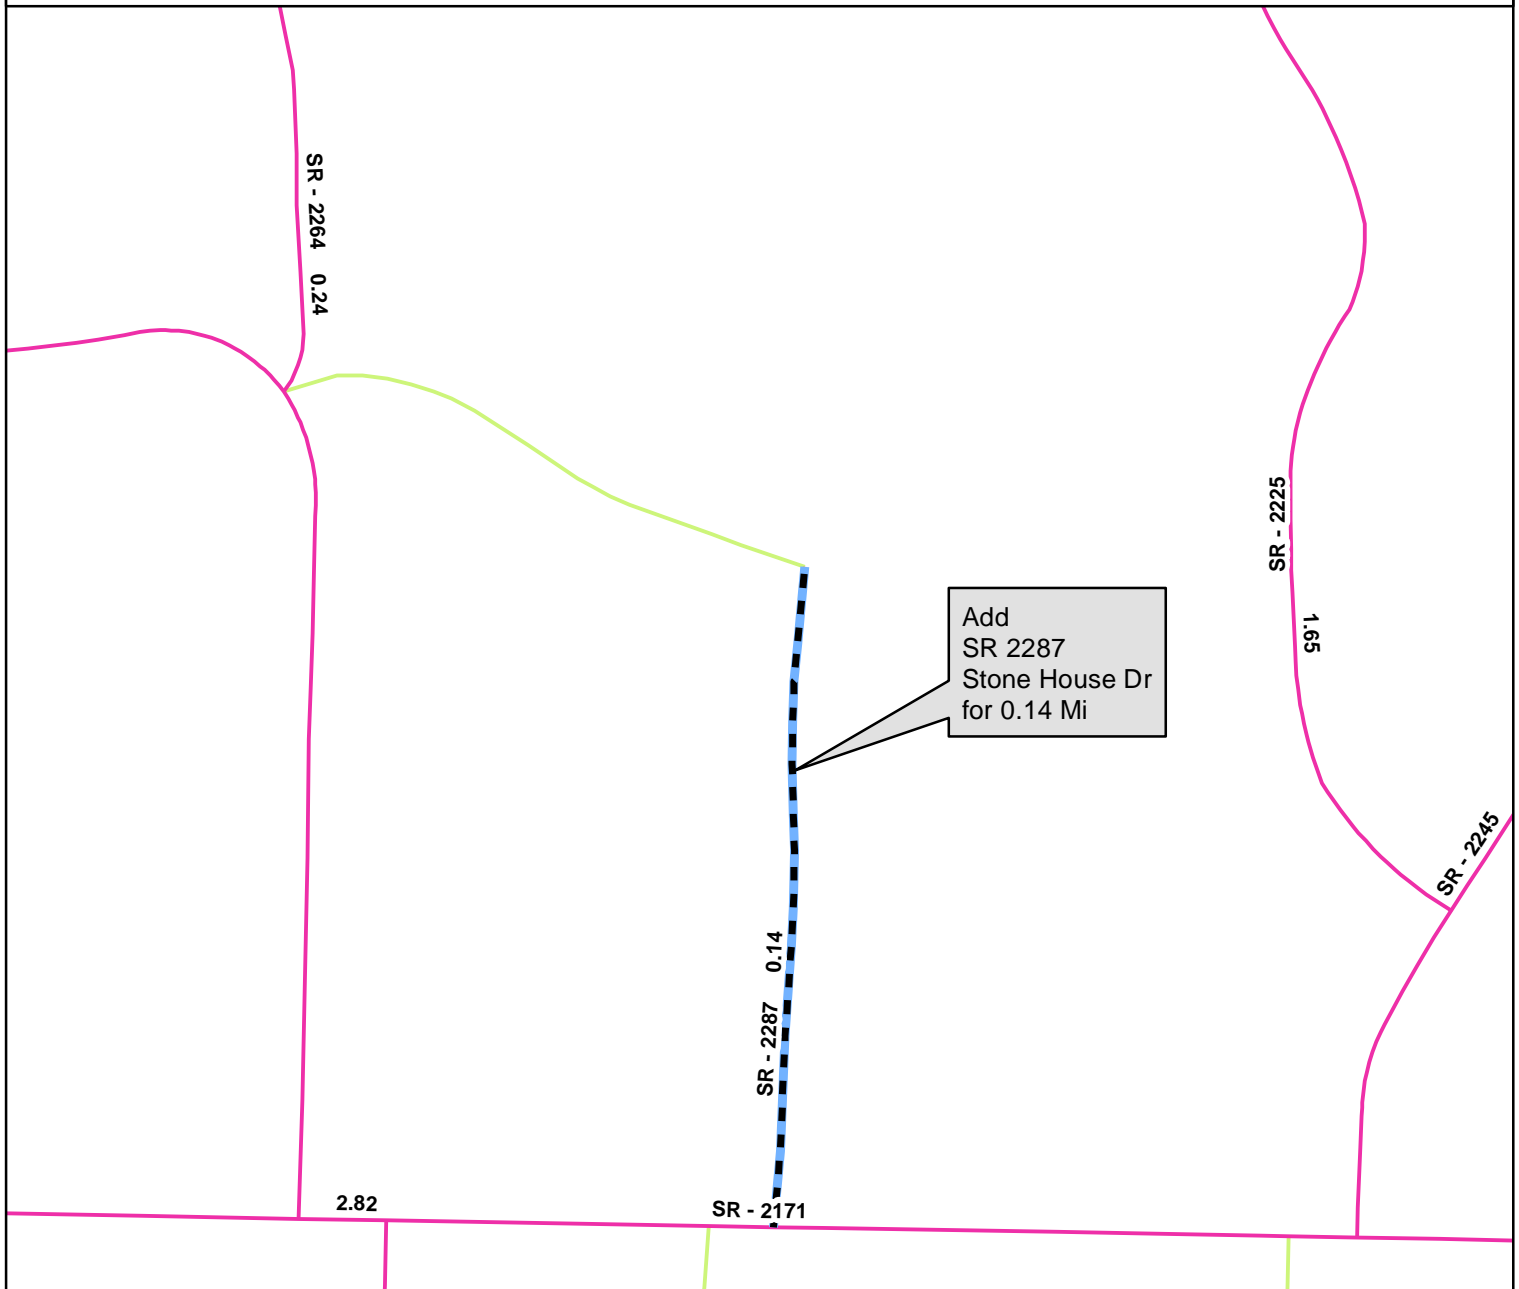 SR - 2264 0.24
SR - 2225
Add
SR 2287
Stone House Dr
for 0.14 Mi
1.65
SR - 2245
SR - 2287 0.14
2.82
SR - 2171